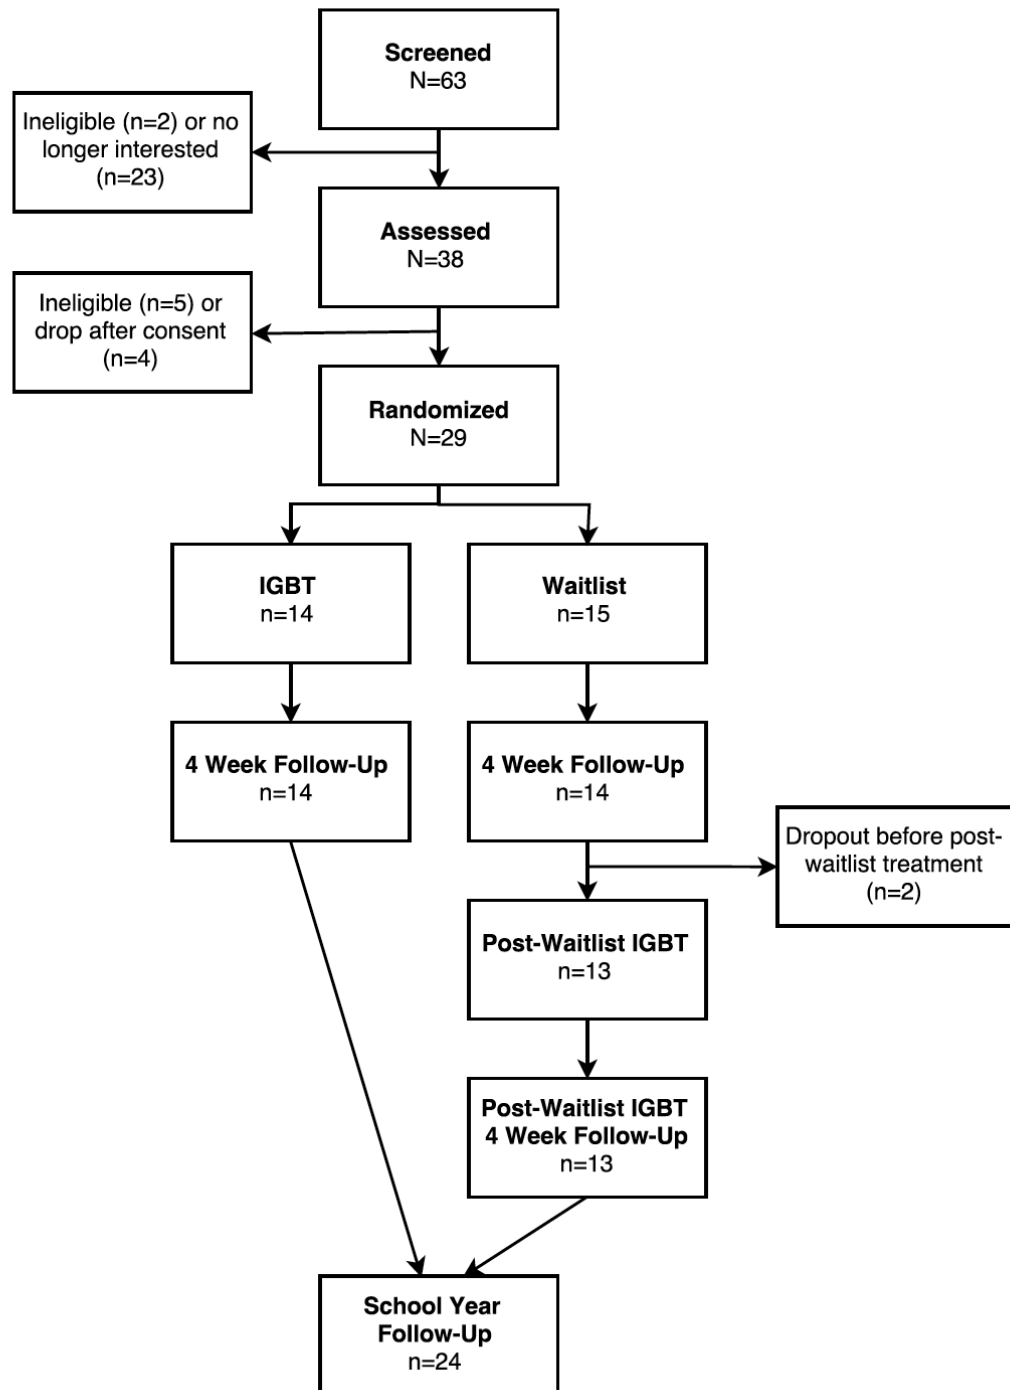 Screened
N=63
Ineligible (n=2) or no
longer interested
(n=23)
Assessed
N=38
Ineligible (n=5) or
drop after consent
(n=4)
Randomized
N=29
IGBT
n=14
Waitlist
n=15
4 Week Follow-Up
n=14
4 Week Follow-Up
n=14
Dropout before post-
waitlist treatment
(n=2)
Post-Waitlist IGBT
n=13
Post-Waitlist IGBT
4 Week Follow-Up
n=13
School Year
Follow-Up
n=24